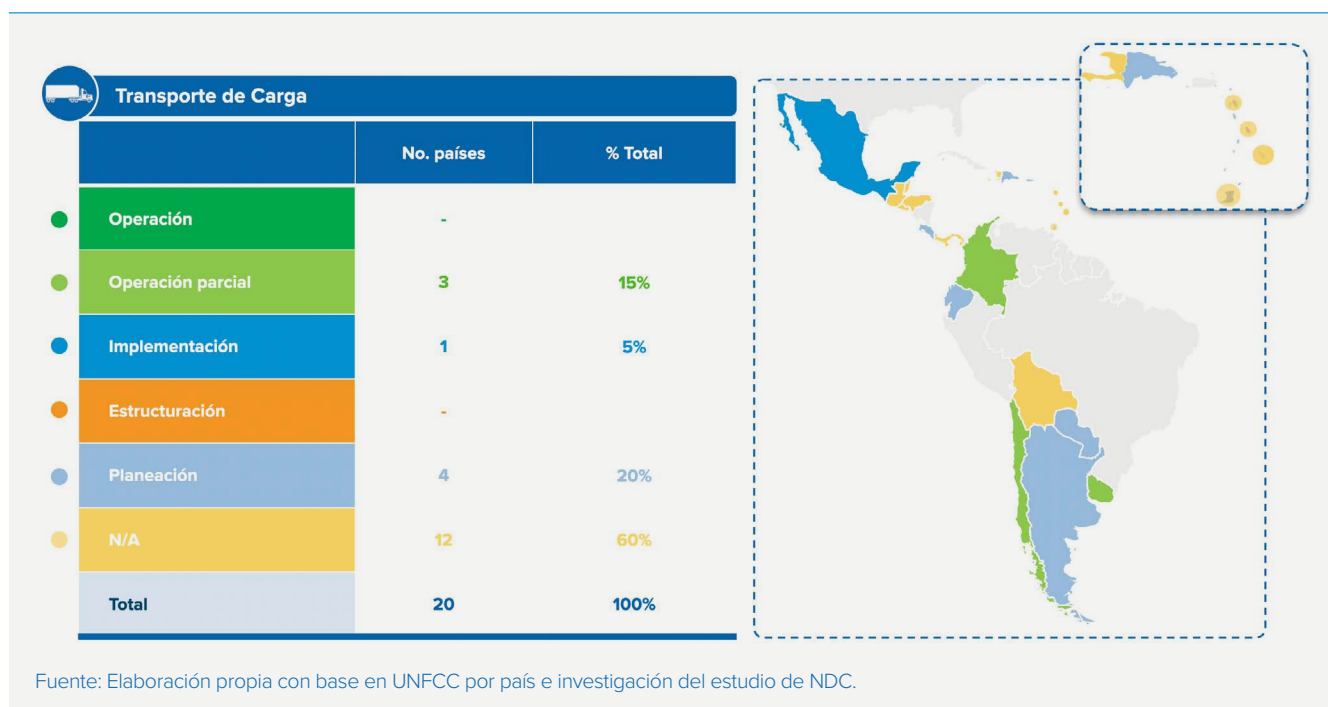 Transporte de Carga
No. países % Total
Operación -
Operación parcial 3 15%
Implementación 1 5%
Estructuración -
Planeación 4 20%
N/A 12 60%
Total 20 100%
Fuente: Elaboración propia con base en UNFCC por país e investigación del estudio de NDC.